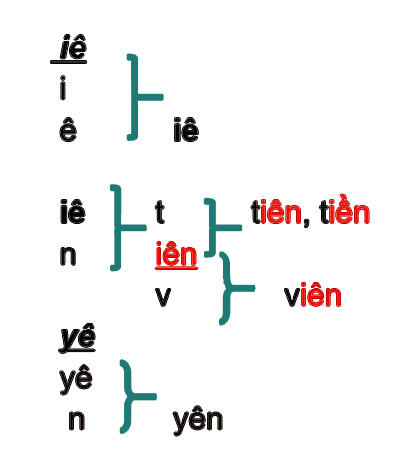 iê
i
ê iê
iê t tiên, tiền
n iên
v viên
yê
yê
n yên